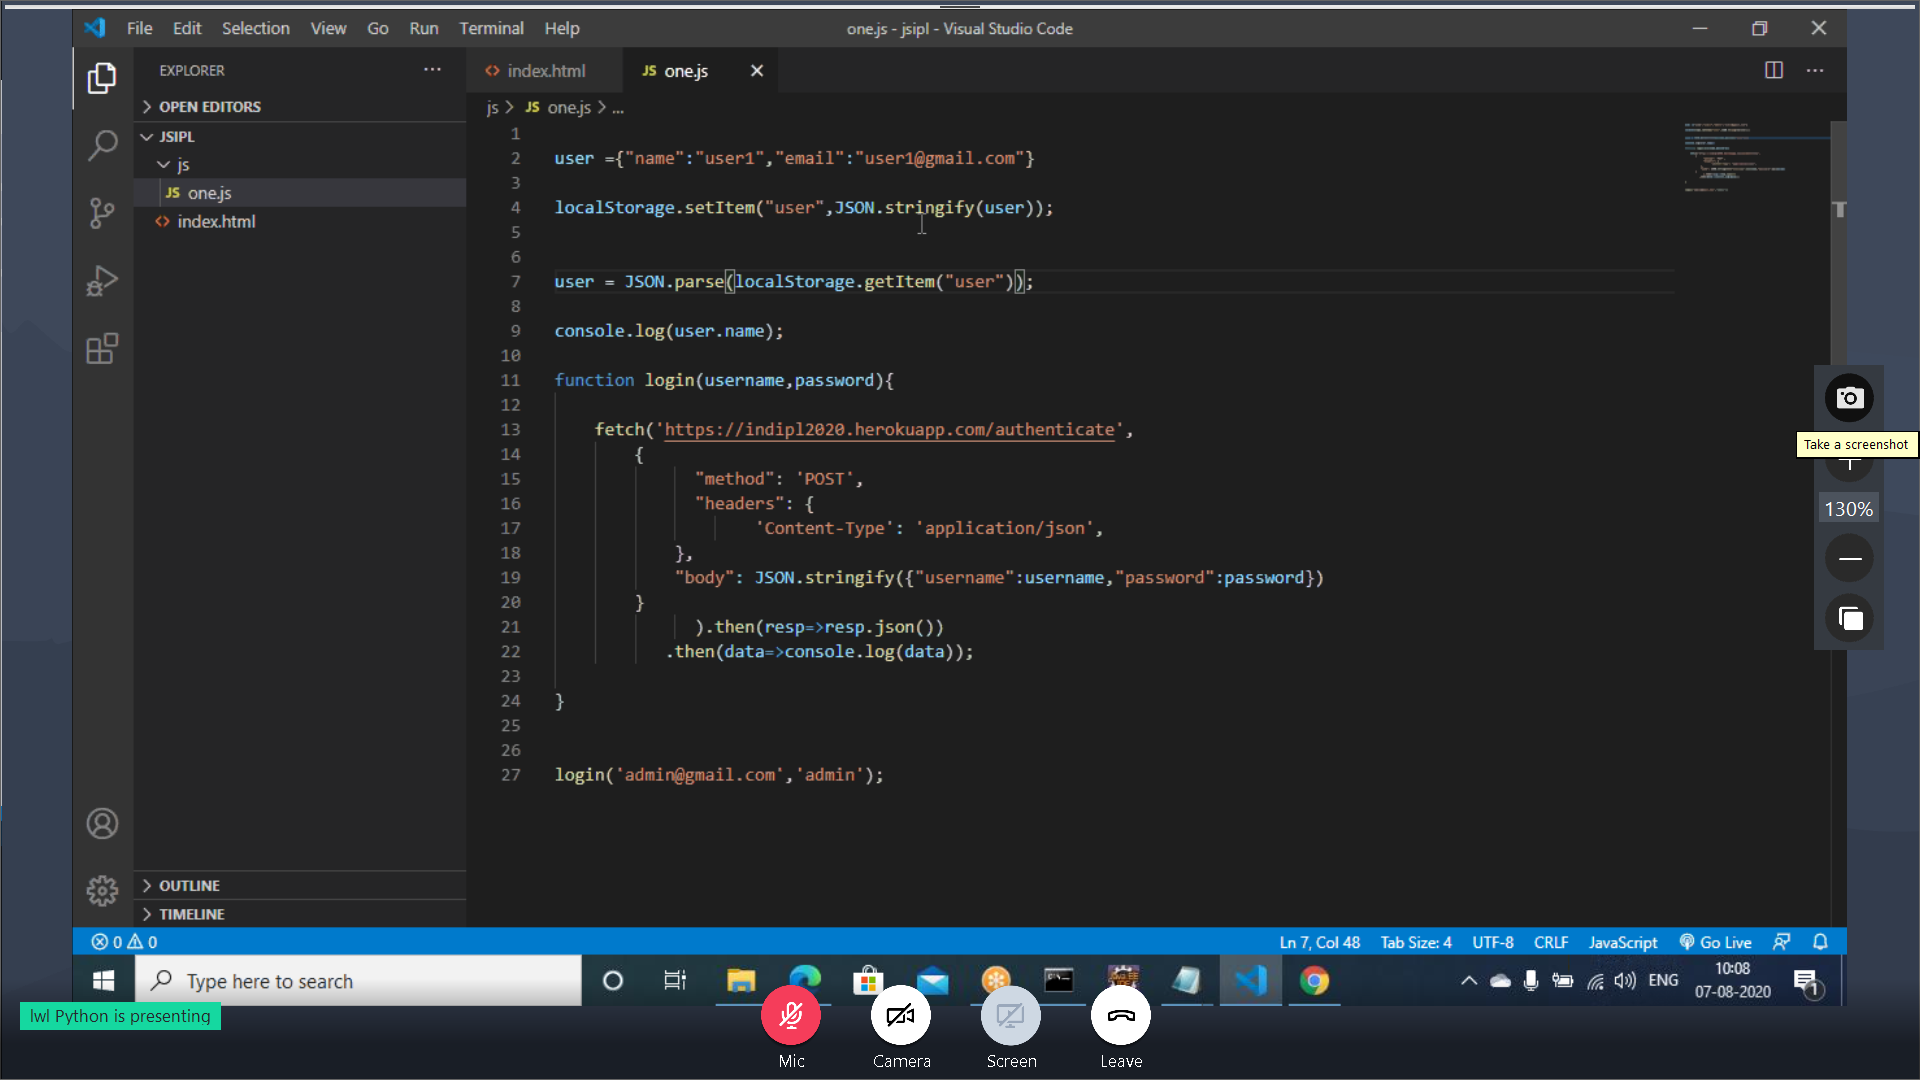 File Edit Selection View Go Run Terminal Help one.js - jsipl - Visual Studio Code
EXPLORER
OPEN EDITORS
JSIPL
js
JS one.js
index.html
OUTLINE
TIMELINE
index.html JS one.js
js > JS one.js > ...
1
2 user ={"name":"user1","email":"user1@gmail.com"}
3
4 localStorage.setItem("user",JSON.stringify(user));
5
6
7 user = JSON.parse(localStorage.getItem("user"));
8
9 console.log(user.name);
10
11 function login(username,password){
12
13 fetch('https://indipl2020.herokuapp.com/authenticate',
14 {
15 "method": 'POST',
16 "headers": {
17 'Content-Type': 'application/json',
18 },
19 "body": JSON.stringify({"username":username,"password":password})
20 }
21 ).then(resp=>resp.json())
22 .then(data=>console.log(data));
23
24 }
25
26
27 login('admin@gmail.com','admin');
Take a screenshot
130%
0 0 Ln 7, Col 48 Tab Size: 4 UTF-8 CRLF JavaScript Go Live
Type here to search
ENG
10:08
07-08-2020
1
lwl Python is presenting
Mic Camera Screen Leave